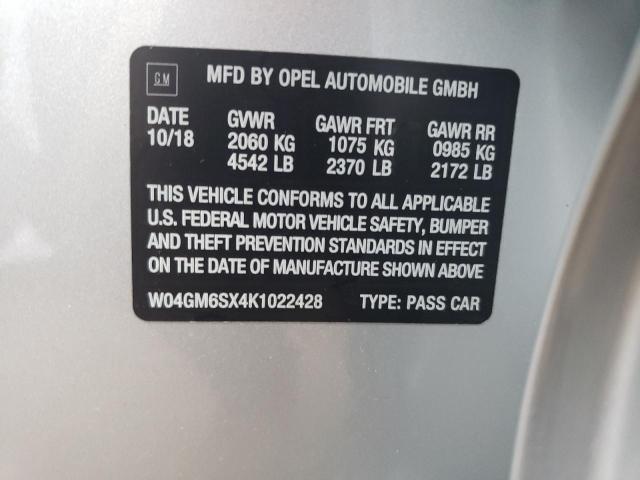 GM MFD BY OPEL AUTOMOBILE GMBH
DATE GVWR GAWR FRT GAWR RR
10/18 2060 KG 1075 KG 0985 KG
4542 LB 2370 LB 2172 LB
THIS VEHICLE CONFORMS TO ALL APPLICABLE
U.S. FEDERAL MOTOR VEHICLE SAFETY, BUMPER
AND THEFT PREVENTION STANDARDS IN EFFECT
ON THE DATE OF MANUFACTURE SHOWN ABOVE
W04GM6SX4K1022428 TYPE: PASS CAR